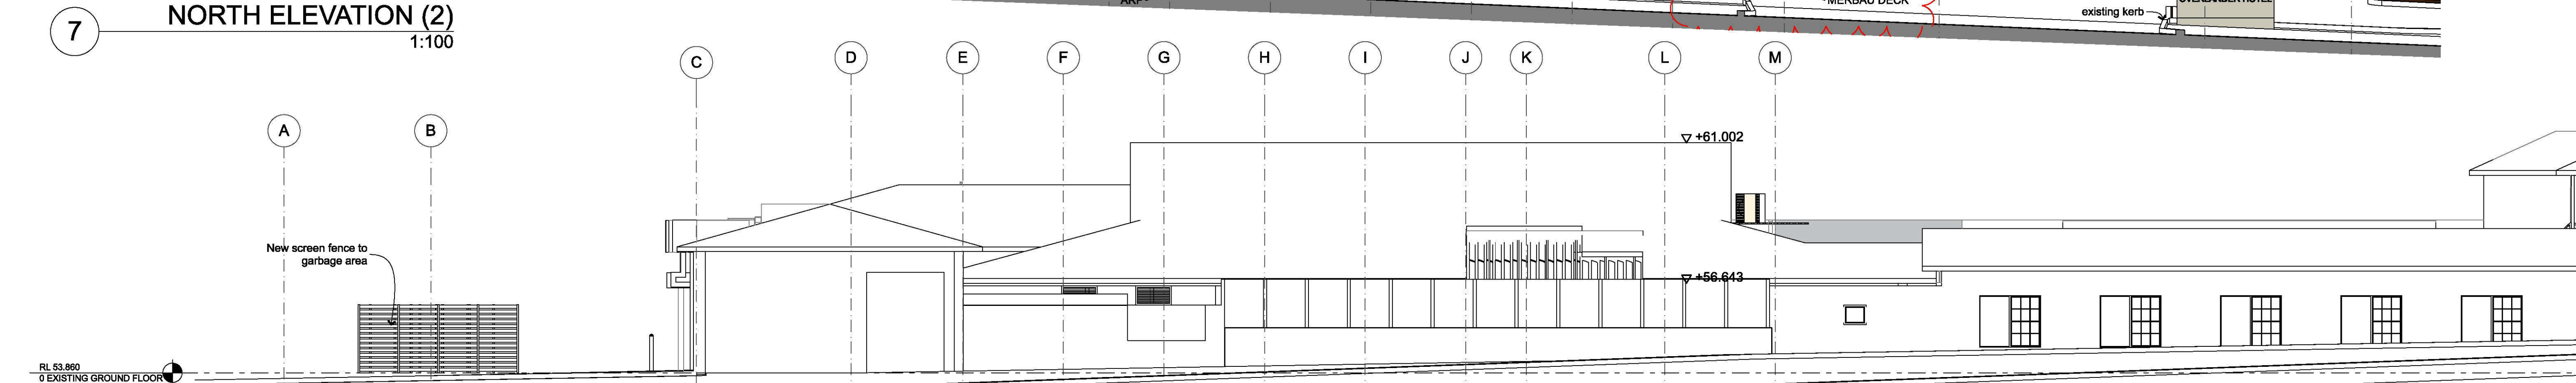 7
NORTH ELEVATION (2)
1:100
MERBAU DECK
existing kerb
C
D
E
F
G
H
I
J
K
L
M
A
B
+61.002
New screen fence to
garbage area
+56.643
RL 53.860
0 EXISTING GROUND FLOOR